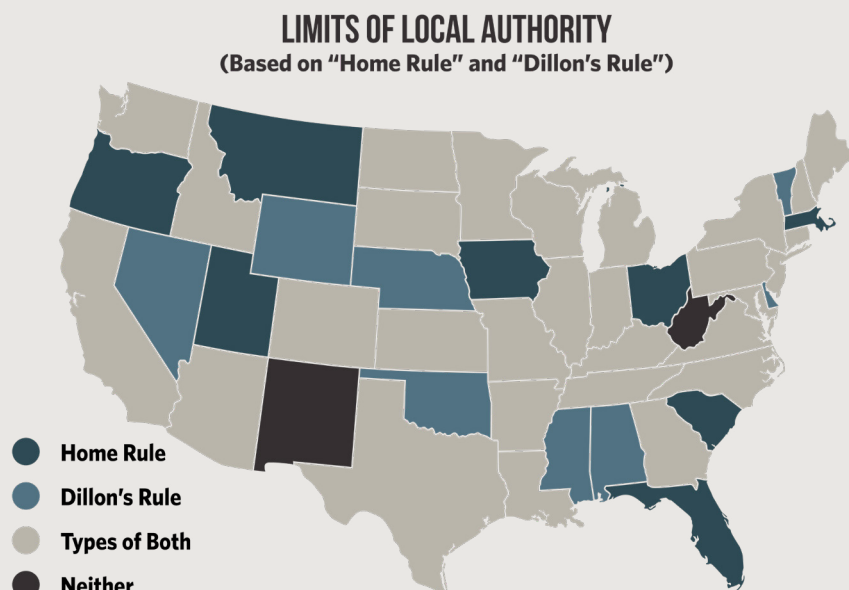 LIMITS OF LOCAL AUTHORITY
(Based on “Home Rule” and “Dillon’s Rule”)
Home Rule
Dillon’s Rule
Types of Both
Neither